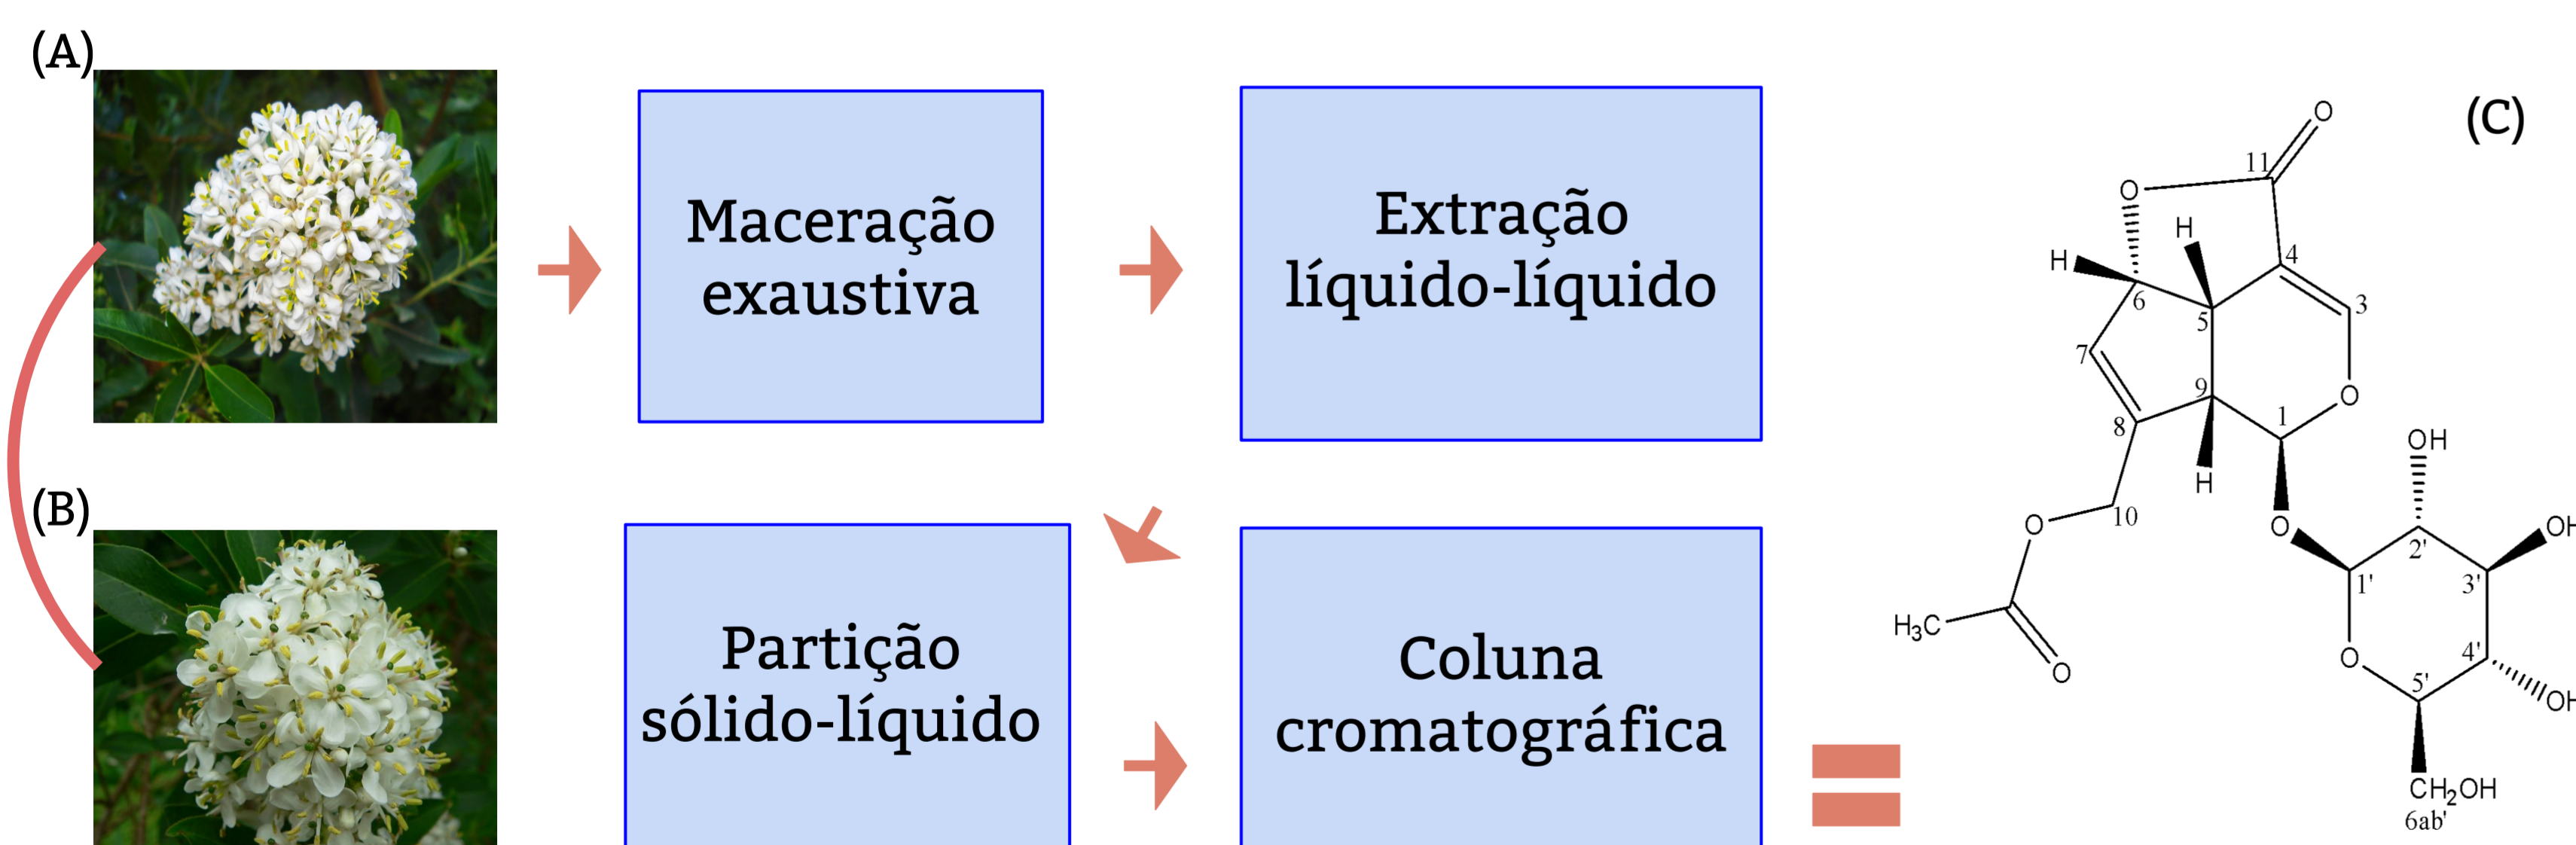 (A)
Maceração
exaustiva
Extração
líquido-líquido
(B)
Partição
sólido-líquido
Coluna
cromatográfica
(C)
O
11
O
H
H
4
6
5
3
7
9
O
8
1
H
OH
10
O
O
2'
OH
1'
3'
H₃C
O
4'
O
5'
OH
CH₂OH
6ab'